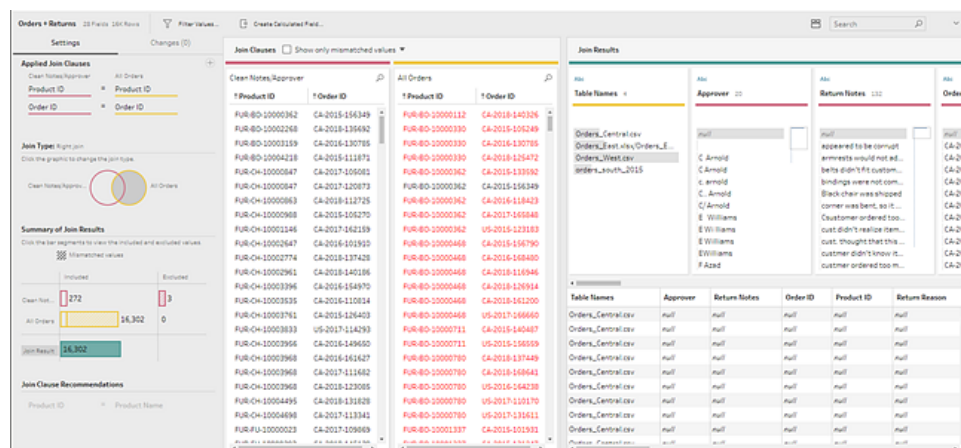 Orders + Returns 28 Fields 16K Rows
Filter Values...
Create Calculated Field...
Search
Settings
Changes (0)
Applied Join Clauses
Clean Notes/Approver
All Orders
Product ID = Product ID
Order ID = Order ID
Join Type: Right join
Click the graphic to change the join type.
Clean Notes/Approv...
All Orders
Summary of Join Results
Click the bar segments to view the included and excluded values.
Mismatched values
Included
Excluded
Clean Not... 272 3
All Orders 16,302 0
Join Result 16,302
Join Clause Recommendations
Product ID = Product Name
Join Clauses Show only mismatched values
Clean Notes/Approver
Product ID Order ID
FUR-BO-10000362 CA-2015-156349
FUR-BO-10002268 CA-2018-135692
FUR-BO-10003159 CA-2016-130785
FUR-BO-10004218 CA-2015-111871
FUR-CH-10000847 CA-2017-105081
FUR-CH-10000847 CA-2017-120873
FUR-CH-10000863 CA-2018-112725
FUR-CH-10000988 CA-2015-105270
FUR-CH-10001146 CA-2017-162159
FUR-CH-10002647 CA-2016-101910
FUR-CH-10002774 CA-2018-137428
FUR-CH-10002961 CA-2018-140186
FUR-CH-10003396 CA-2016-154970
FUR-CH-10003535 CA-2016-110814
FUR-CH-10003761 CA-2015-126403
FUR-CH-10003833 US-2017-114293
FUR-CH-10003956 CA-2016-149650
FUR-CH-10003968 CA-2016-161627
FUR-CH-10003968 CA-2017-111682
FUR-CH-10003968 CA-2018-123085
FUR-CH-10004495 CA-2018-131828
FUR-CH-10004698 CA-2017-113341
FUR-FU-10000023 CA-2017-109869
All Orders
Product ID Order ID
FUR-BO-10000112 CA-2018-140326
FUR-BO-10000330 CA-2015-105249
FUR-BO-10000330 CA-2016-130785
FUR-BO-10000330 CA-2018-125472
FUR-BO-10000362 CA-2015-133592
FUR-BO-10000362 CA-2015-156349
FUR-BO-10000362 CA-2016-118423
FUR-BO-10000362 CA-2017-165848
FUR-BO-10000362 US-2015-123183
FUR-BO-10000468 CA-2015-156790
FUR-BO-10000468 CA-2016-168480
FUR-BO-10000468 CA-2018-116946
FUR-BO-10000468 CA-2018-126914
FUR-BO-10000468 CA-2018-161200
FUR-BO-10000468 US-2017-166660
FUR-BO-10000711 CA-2015-140487
FUR-BO-10000711 US-2015-156559
FUR-BO-10000780 CA-2018-137449
FUR-BO-10000780 CA-2018-168641
FUR-BO-10000780 US-2016-164238
FUR-BO-10000780 US-2017-110170
FUR-BO-10000780 US-2017-131611
FUR-BO-10001337 CA-2015-101931
Join Results
Abc
Table Names 4
Orders_Central.csv
Orders_East.xlsx/Orders_E...
Orders_West.csv
orders_south_2015
Abc
Approver 23
null
C Arnold
C Arnold
c. arnold
C.. Arnold
C/ Arnold
E Williams
E Williams
E Williams
EWilliams
F Azad
Abc
Return Notes 132
null
appeared to be corrupt
armrests would not ad...
belts didn't fit custom...
bindings were not com...
Black chair was shipped
corner was bent, so it ...
Coustomer ordered too...
cust didn't realize item...
cust. thought that this ...
custmer didn't know it...
custmer ordered too m...
Abc
Order
null
Table Names Approver Return Notes Order ID Product ID Return Reason
Orders_Central.csv null null null null null
Orders_Central.csv null null null null null
Orders_Central.csv null null null null null
Orders_Central.csv null null null null null
Orders_Central.csv null null null null null
Orders_Central.csv null null null null null
Orders_Central.csv null null null null null
Orders_Central.csv null null null null null